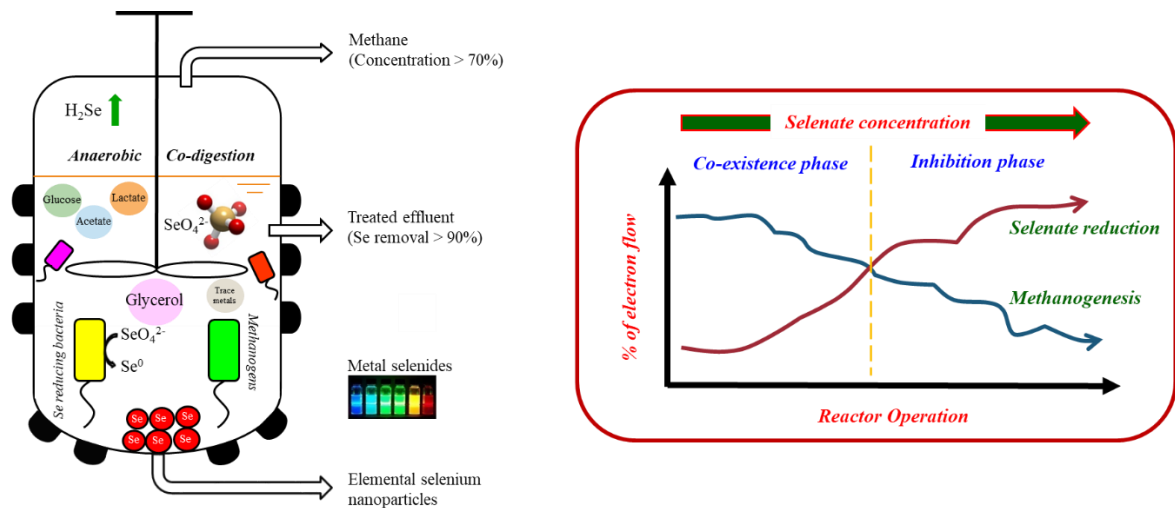 Methane
(Concentration > 70%)
H₂Se
Anaerobic Co-digestion
Glucose
Lactate
Acetate
SeO₄²⁻
Treated effluent
(Se removal > 90%)
Glycerol
Trace
metals
Se reducing bacteria
SeO₄²⁻
Se⁰
Methanogens
Metal selenides
Se Se Se
Se Se Se
Elemental selenium
nanoparticles
Selenate concentration
Co-existence phase
Inhibition phase
% of electron flow
Selenate reduction
Methanogenesis
Reactor Operation